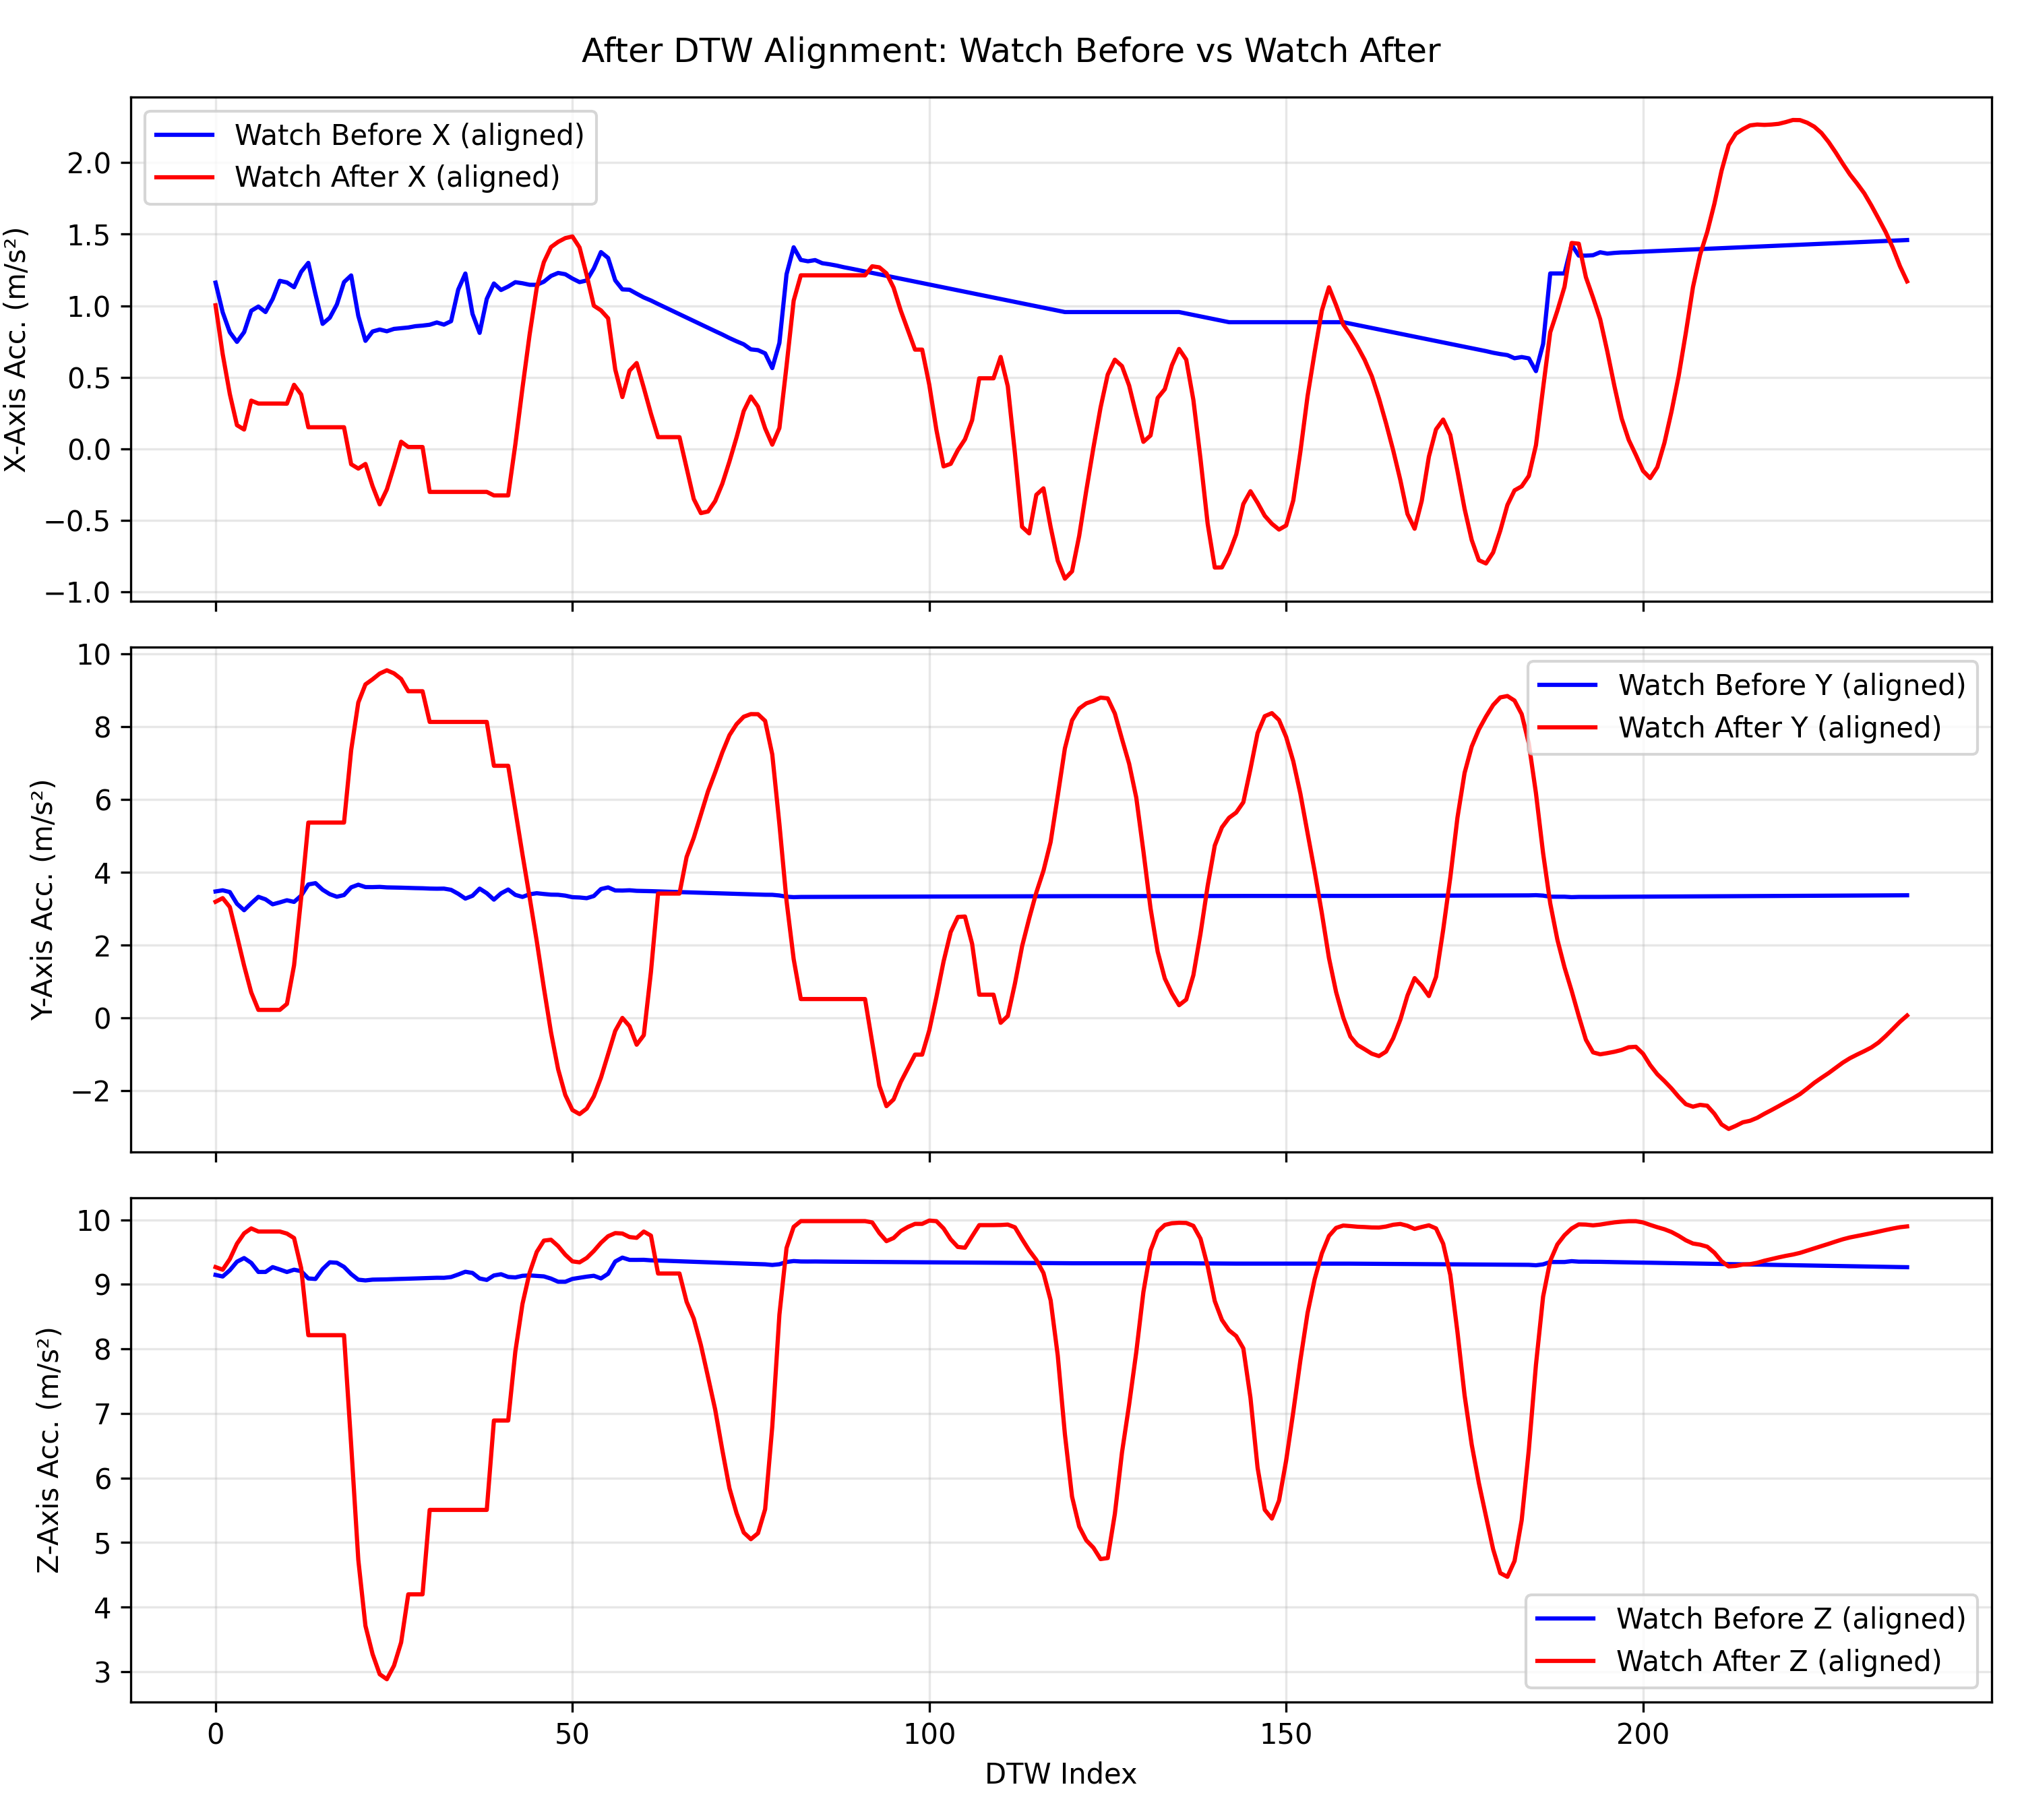 After DTW Alignment: Watch Before vs Watch After
Watch Before X (aligned)
Watch After X (aligned)
X-Axis Acc. (m/s²)
2.0
1.5
1.0
0.5
0.0
−0.5
−1.0
Watch Before Y (aligned)
Watch After Y (aligned)
Y-Axis Acc. (m/s²)
10
8
6
4
2
0
−2
Z-Axis Acc. (m/s²)
10
9
8
7
6
5
4
3
Watch Before Z (aligned)
Watch After Z (aligned)
0 50 100 150 200
DTW Index